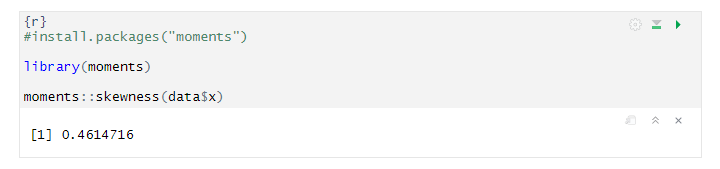 {r}
#install.packages("moments")
library(moments)
moments::skewness(data$x)
[1] 0.4614716